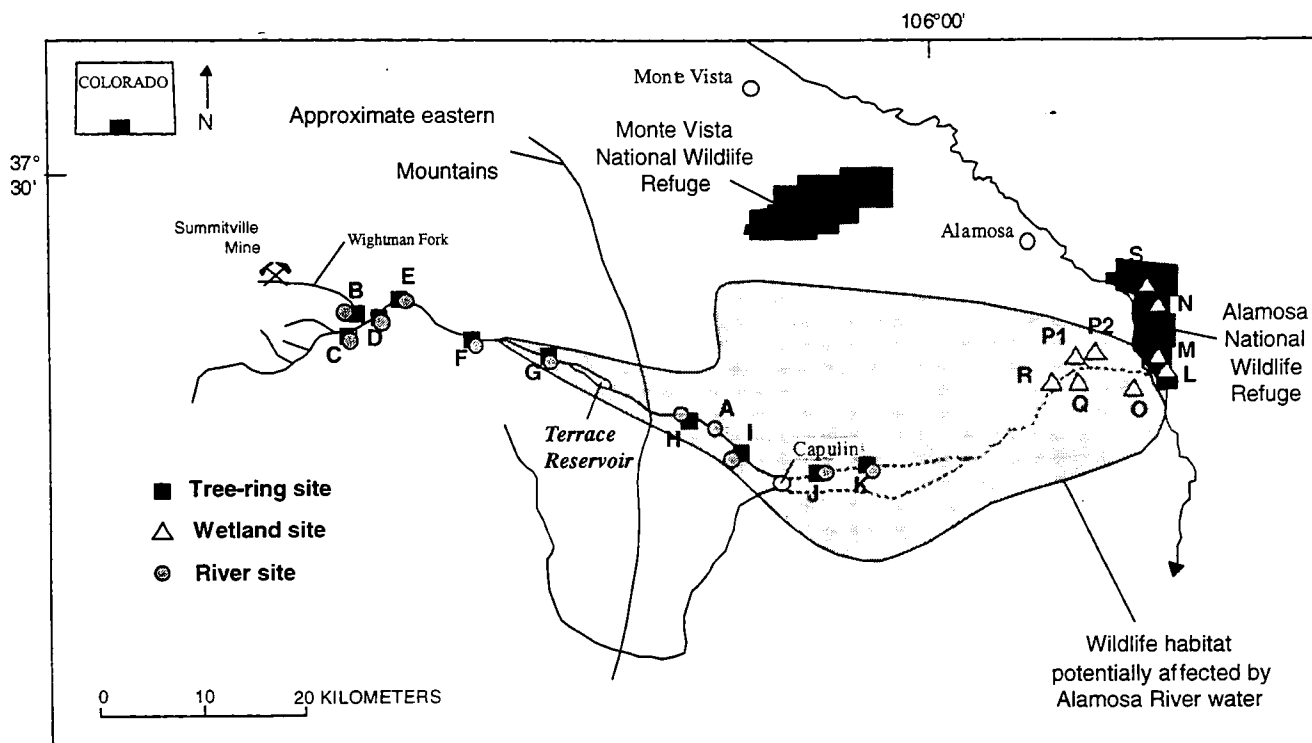 106°00'
COLORADO
N
Monte Vista
Approximate eastern
Mountains
Monte Vista
National Wildlife
Refuge
37°
30'
Summitville
Mine
Wightman Fork
Alamosa
S
B
E
N
Alamosa
National
Wildlife
Refuge
C
D
F
P1
P2
M
L
G
R
Q
O
Terrace
Reservoir
H
A
I
Capulin
J
K
Tree-ring site
Wetland site
River site
0 10 20 KILOMETERS
Wildlife habitat
potentially affected by
Alamosa River water